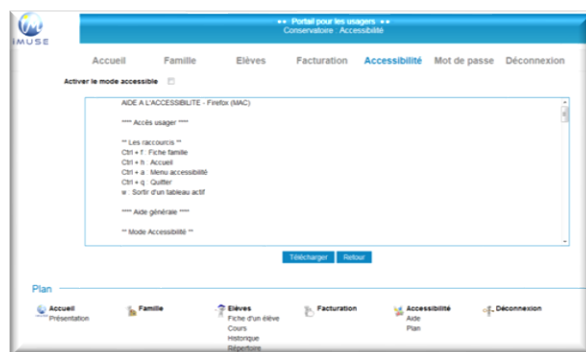 iMUSE
•• Portail pour les usagers ••
Conservatoire : Accessibilité
Accueil Famille Elèves Facturation Accessibilité Mot de passe Déconnexion
Activer le mode accessible
AIDE A L'ACCESSIBILITE - Firefox (MAC)
**** Accès usager ****
** Les raccourcis **
Ctrl + f : Fiche famille
Ctrl + h : Accueil
Ctrl + a : Menu accessibilité
Ctrl + q : Quitter
w : Sortir d'un tableau actif
**** Aide générale ****
** Mode Accessibilité **
Télécharger Retour
Plan
Accueil Famille Elèves Facturation Accessibilité Déconnexion
Présentation Fiche d'un élève Aide
Cours Plan
Historique
Répertoire